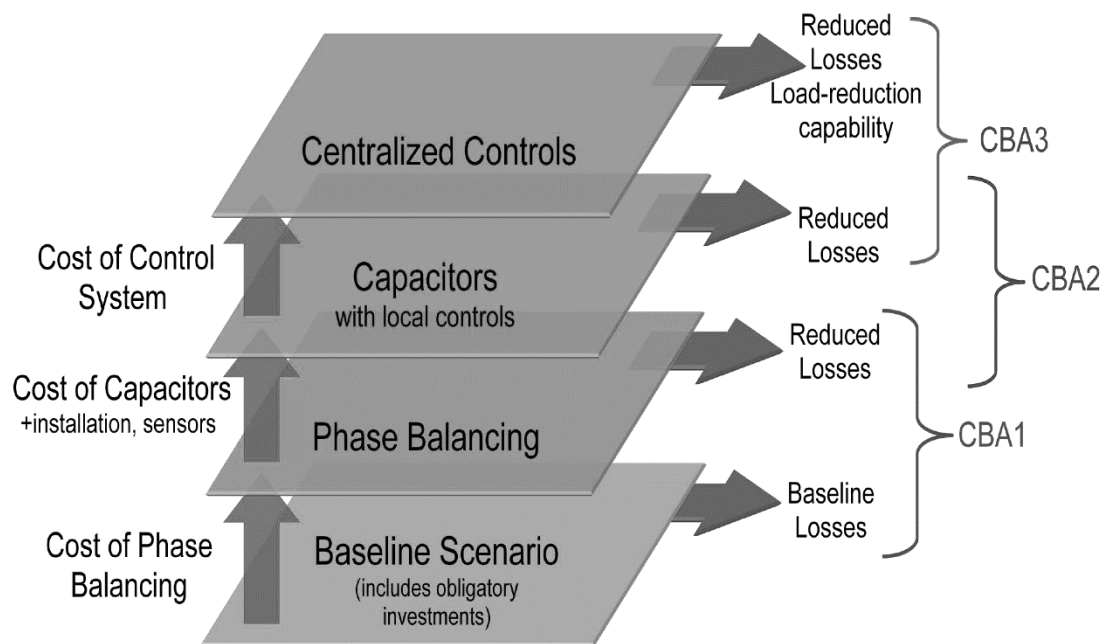 Centralized Controls
Reduced
Losses
Load-reduction
capability
CBA3
Cost of Control
System
Capacitors
with local controls
Reduced
Losses
CBA2
Cost of Capacitors
+installation, sensors
Phase Balancing
Reduced
Losses
CBA1
Cost of Phase
Balancing
Baseline Scenario
(includes obligatory
investments)
Baseline
Losses